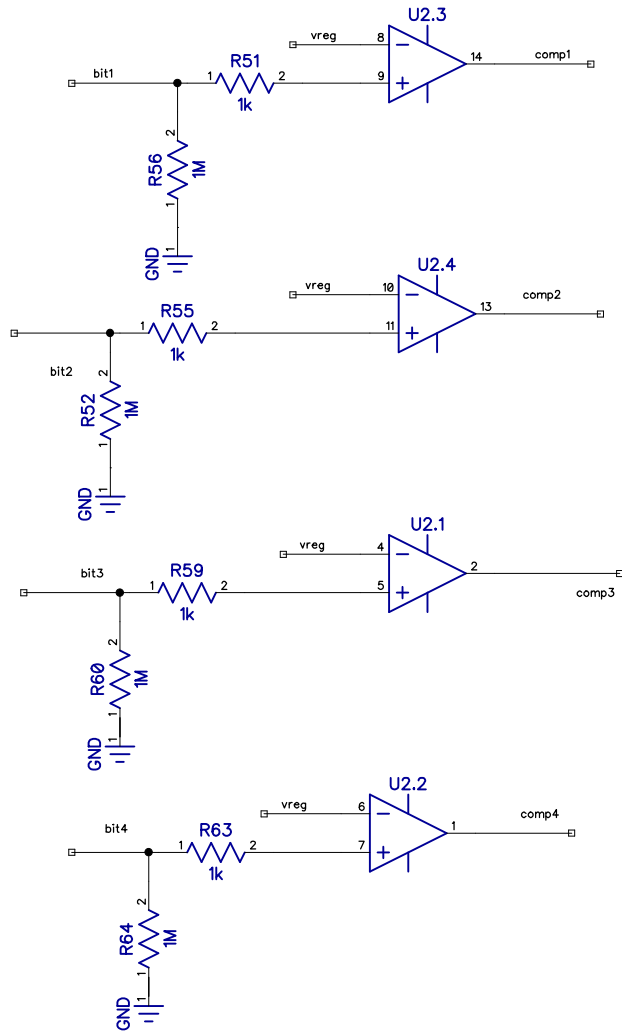 U2.3
vreg
8
14
comp1
R51
bit1
1
2
9
1k
2
R56
1M
1
1
GND
U2.4
vreg
10
comp2
13
R55
1
2
11
1k
bit2
2
R52
1M
1
1
GND
U2.1
vreg
4
2
bit3
R59
1
2
5
comp3
1k
2
R60
1M
1
1
GND
U2.2
vreg
6
comp4
1
bit4
R63
1
2
7
1k
2
R64
1M
1
1
GND